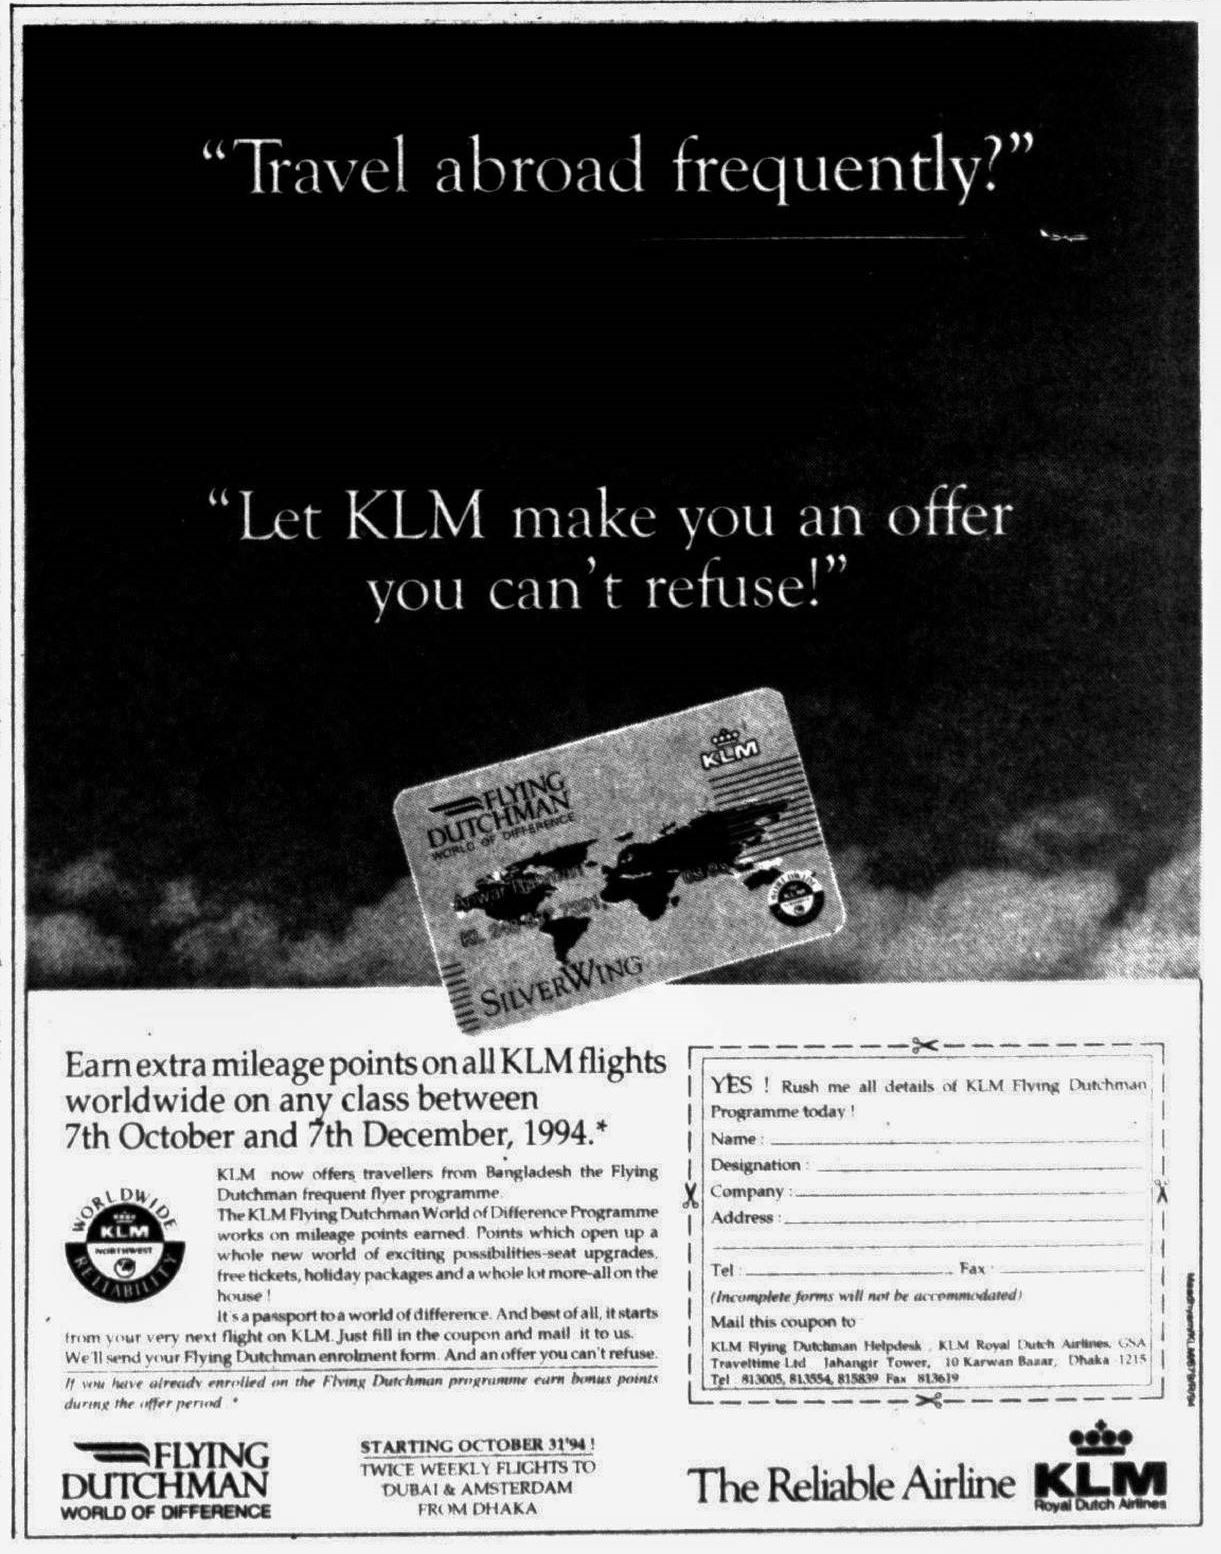 “Travel abroad frequently?”
“Let KLM make you an offer
you can't refuse!”
KLM
FLYING
DUTCHMAN
WORLD OF DIFFERENCE
SILVERWING
Earn extra mileage points on all KLM flights
worldwide on any class between
7th October and 7th December, 1994.*
WORLDWIDE
KLM
NORTHWEST
RELIABILITY
KLM now offers travellers from Bangladesh the Flying
Dutchman frequent flyer programme.
The KLM Flying Dutchman World of Difference Programme
works on mileage points earned. Points which open up a
whole new world of exciting possibilities-seat upgrades,
free tickets, holiday packages and a whole lot more-all on the
house !
It's a passport to a world of difference. And best of all, it starts
from your very next flight on KLM. Just fill in the coupon and mail it to us.
We'll send your Flying Dutchman enrolment form. And an offer you can't refuse.
If you have already enrolled on the Flying Dutchman programme earn bonus points
during the offer period. *
YES ! Rush me all details of KLM Flying Dutchman
Programme today !
Name :
Designation :
Company :
Address :
Tel : Fax :
(Incomplete forms will not be accommodated)
Mail this coupon to
KLM Flying Dutchman Helpdesk, KLM Royal Dutch Airlines, GSA
Traveltime Ltd Jahangir Tower, 10 Karwan Bazar, Dhaka 1215
Tel : 813005, 813554, 815839 Fax 813619
FLYING
DUTCHMAN
WORLD OF DIFFERENCE
STARTING OCTOBER 31'94 !
TWICE WEEKLY FLIGHTS TO
DUBAI & AMSTERDAM
FROM DHAKA
The Reliable Airline KLM
Royal Dutch Airlines